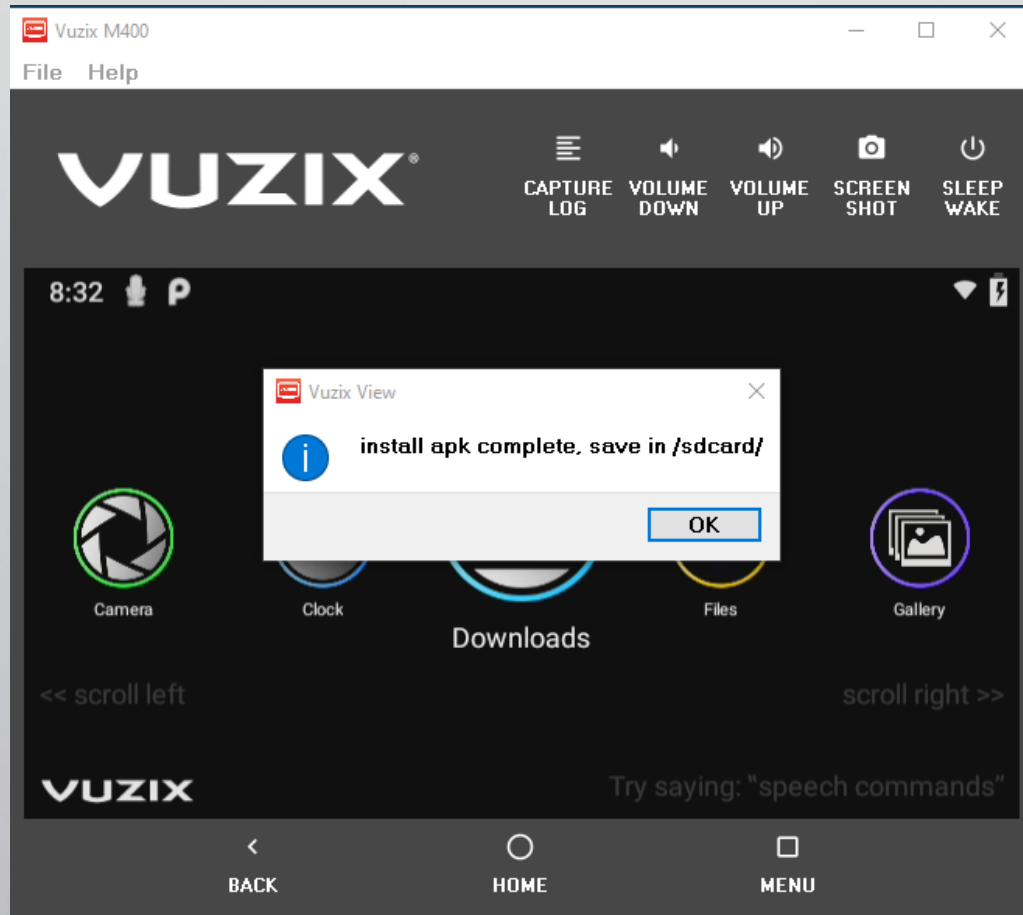 Vuzix M400
File Help
VUZIX®
CAPTURE LOG
VOLUME DOWN
VOLUME UP
SCREEN SHOT
SLEEP WAKE
8:32
Vuzix View
install apk complete, save in /sdcard/
OK
Camera
Clock
Downloads
Files
Gallery
<< scroll left
scroll right >>
VUZIX
Try saying: "speech commands"
BACK
HOME
MENU